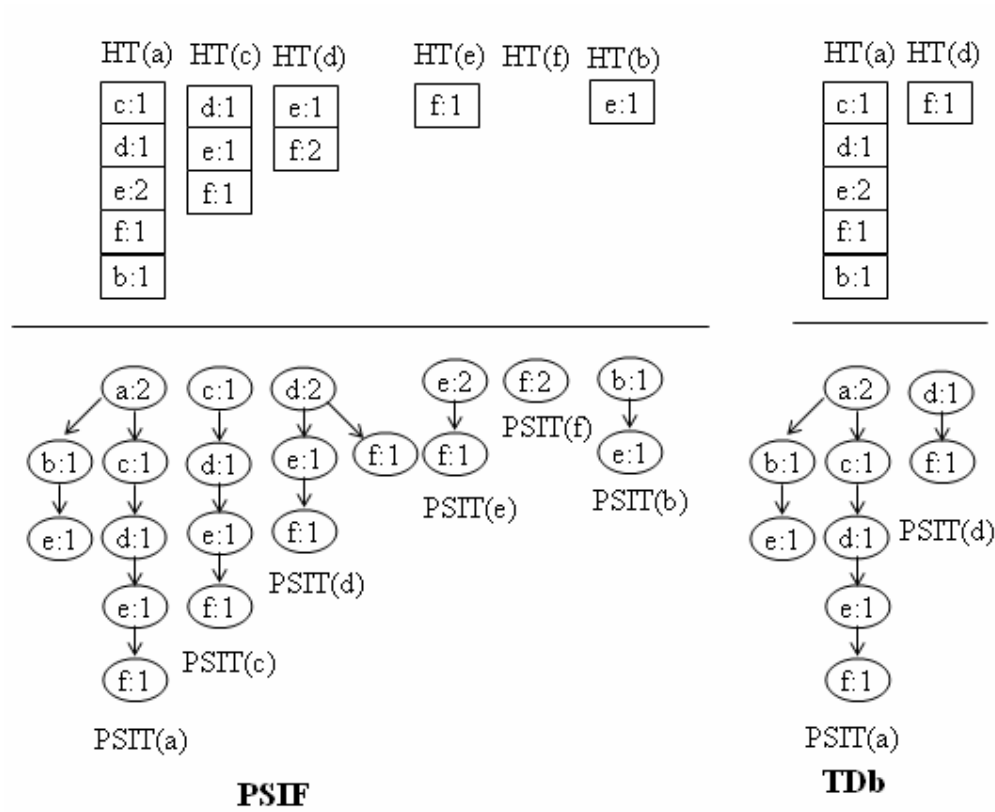 HT(a) HT(c) HT(d) HT(e) HT(f) HT(b) HT(a) HT(d)
c:1 d:1 e:1 f:1 e:1 c:1 f:1
d:1 e:1 f:2 d:1
e:2 f:1 e:2
f:1 f:1
b:1 b:1
a:2 c:1 d:2 e:2 f:2 b:1 a:2 d:1
PSIT(f)
b:1 c:1 d:1 e:1 f:1 f:1 e:1 b:1 c:1 f:1
PSIT(e) PSIT(b)
e:1 d:1 e:1 f:1 e:1 d:1 PSIT(d)
PSIT(d)
e:1 f:1 e:1
PSIT(c)
f:1 f:1
PSIT(a) PSIT(a)
PSIF TDb